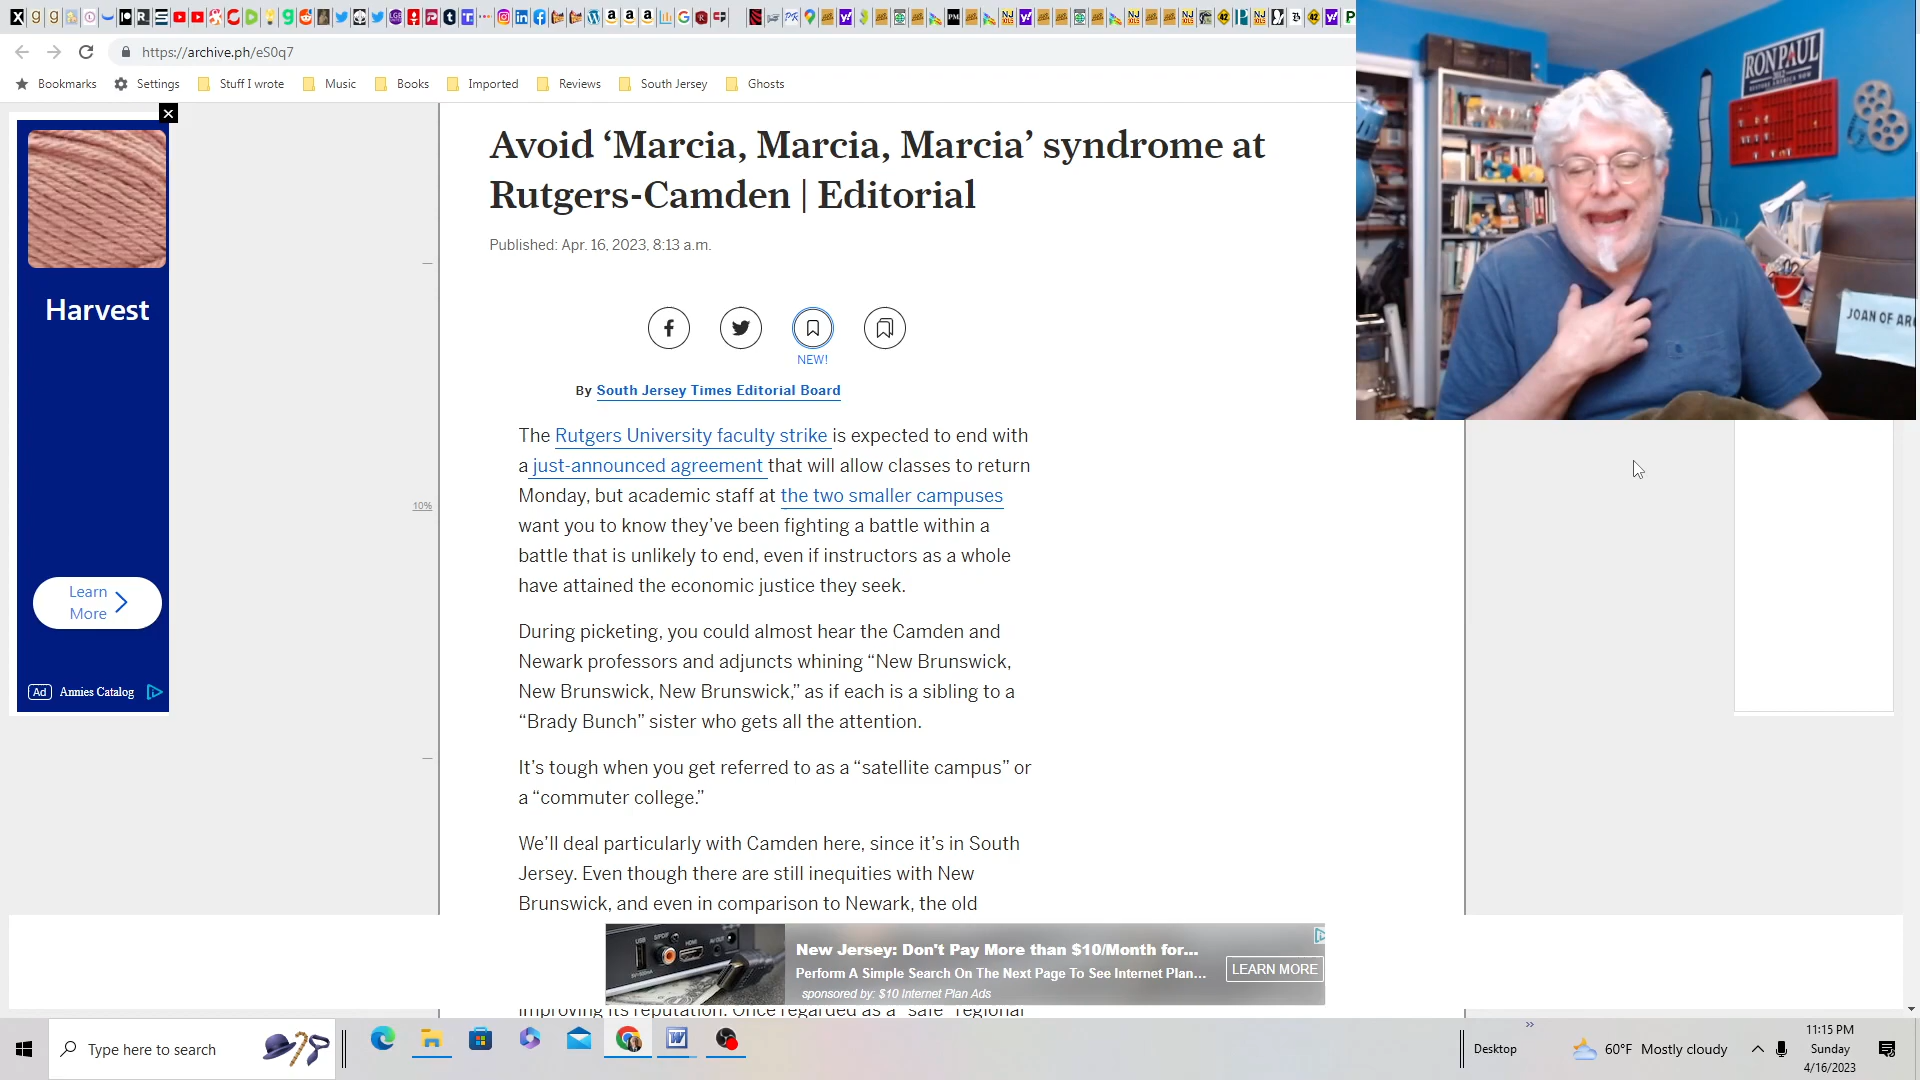 https://archive.ph/eS0q7
Bookmarks
Settings
Stuff I wrote
Music
Books
Imported
Reviews
South Jersey
Ghosts
RON PAUL
JOAN OF AR
Harvest
Learn
More
Ad Annies Catalog
Avoid ‘Marcia, Marcia, Marcia’ syndrome at
Rutgers-Camden | Editorial
Published: Apr. 16, 2023, 8:13 a.m.
NEW!
By South Jersey Times Editorial Board
10%
The Rutgers University faculty strike is expected to end with
a just-announced agreement that will allow classes to return
Monday, but academic staff at the two smaller campuses
want you to know they’ve been fighting a battle within a
battle that is unlikely to end, even if instructors as a whole
have attained the economic justice they seek.
During picketing, you could almost hear the Camden and
Newark professors and adjuncts whining “New Brunswick,
New Brunswick, New Brunswick,” as if each is a sibling to a
“Brady Bunch” sister who gets all the attention.
It’s tough when you get referred to as a “satellite campus” or
a “commuter college.”
We’ll deal particularly with Camden here, since it’s in South
Jersey. Even though there are still inequities with New
Brunswick, and even in comparison to Newark, the old
New Jersey: Don't Pay More than $10/Month for...
Perform A Simple Search On The Next Page To See Internet Plan...
sponsored by: $10 Internet Plan Ads
LEARN MORE
improving its reputation. Once regarded as a “safe” regional
Type here to search
Desktop
60°F Mostly cloudy
11:15 PM
Sunday
4/16/2023